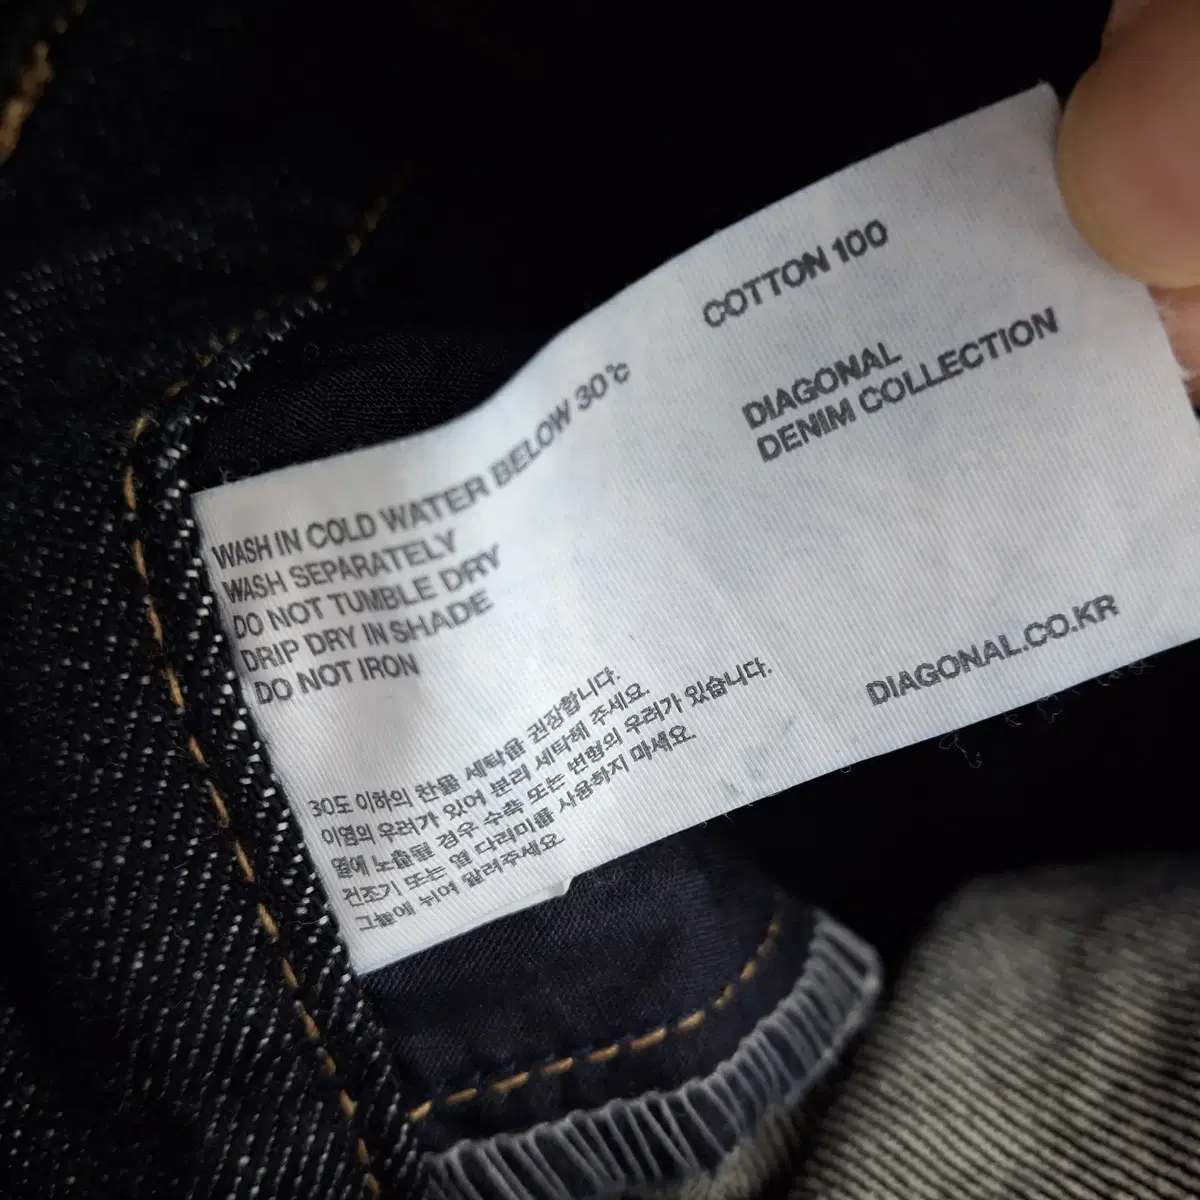 COTTON 100
DIAGONAL
DENIM COLLECTION
DIAGONAL.CO.KR
WASH IN COLD WATER BELOW 30℃
WASH SEPARATELY
DO NOT TUMBLE DRY
DRIP DRY IN SHADE
DO NOT IRON
30도 이하의 찬물 세탁을 권장합니다.
이염의 우려가 있어 분리 세탁해 주세요.
열에 노출될 경우 수축 또는 변형의 우려가 있습니다.
건조기 또는 열 다리미를 사용하지 마세요.
그늘에 뉘여 말려주세요.